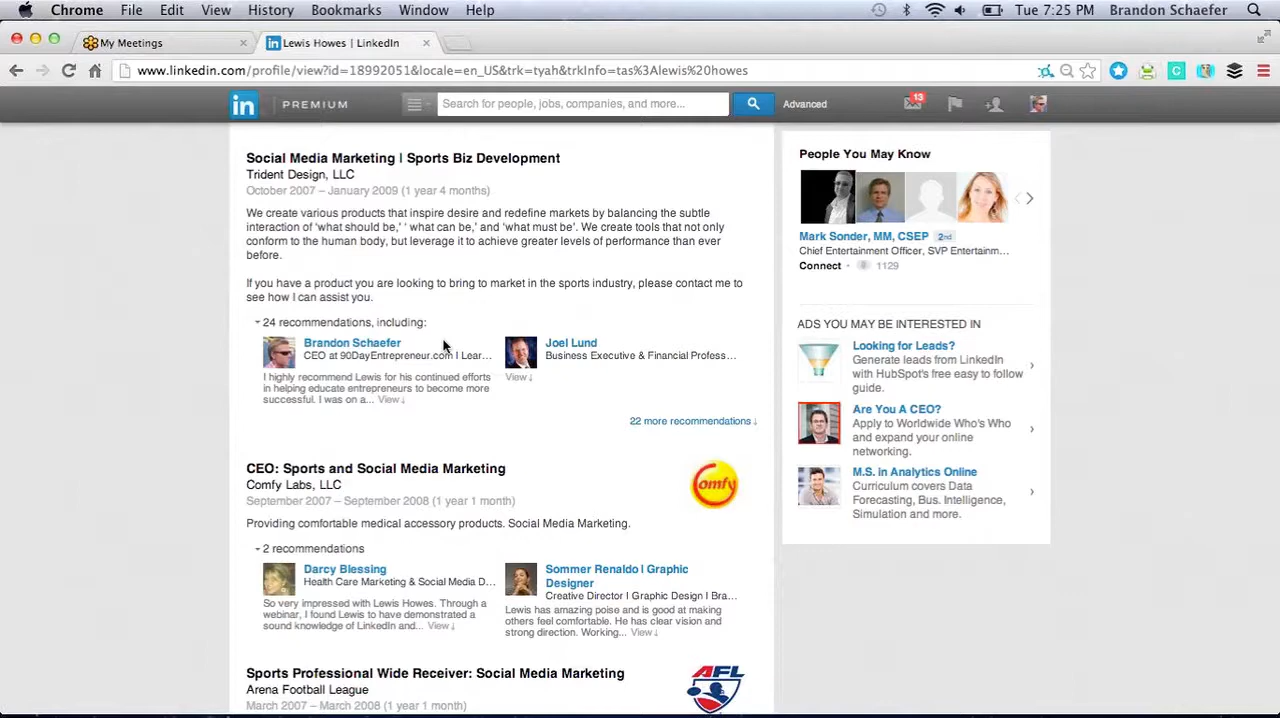 Chrome File Edit View History Bookmarks Window Help Tue 7:25 PM Brandon Schaefer
My Meetings Lewis Howes | LinkedIn
www.linkedin.com/profile/view?id=18992051&locale=en_US&trk=tyah&trkInfo=tas%3Alewis%20howes
in PREMIUM Search for people, jobs, companies, and more... Advanced 13
Social Media Marketing | Sports Biz Development
Trident Design, LLC
October 2007 – January 2009 (1 year 4 months)
We create various products that inspire desire and redefine markets by balancing the subtle
interaction of 'what should be,' ' what can be,' and 'what must be'. We create tools that not only
conform to the human body, but leverage it to achieve greater levels of performance than ever
before.
If you have a product you are looking to bring to market in the sports industry, please contact me to
see how I can assist you.
24 recommendations, including:
Brandon Schaefer
CEO at 90DayEntrepreneur.com I Lear...
I highly recommend Lewis for his continued efforts
in helping educate entrepreneurs to become more
successful. I was on a... View↓
Joel Lund
Business Executive & Financial Profess...
View↓
22 more recommendations↓
CEO: Sports and Social Media Marketing
Comfy Labs, LLC
September 2007 – September 2008 (1 year 1 month)
comfy
Providing comfortable medical accessory products. Social Media Marketing.
2 recommendations
Darcy Blessing
Health Care Marketing & Social Media D...
So very impressed with Lewis Howes. Through a
webinar, I found Lewis to have demonstrated a
sound knowledge of LinkedIn and... View↓
Sommer Renaldo | Graphic
Designer
Creative Director I Graphic Design I Bra...
Lewis has amazing poise and is good at making
others feel comfortable. He has clear vision and
strong direction. Working... View↓
Sports Professional Wide Receiver: Social Media Marketing
Arena Football League
March 2007 – March 2008 (1 year 1 month)
AFL
People You May Know
Mark Sonder, MM, CSEP 2nd
Chief Entertainment Officer, SVP Entertainm...
Connect • 1129
ADS YOU MAY BE INTERESTED IN
Looking for Leads?
Generate leads from LinkedIn
with HubSpot's free easy to follow
guide.
Are You A CEO?
Apply to Worldwide Who's Who
and expand your online
networking.
M.S. in Analytics Online
Curriculum covers Data
Forecasting, Bus. Intelligence,
Simulation and more.